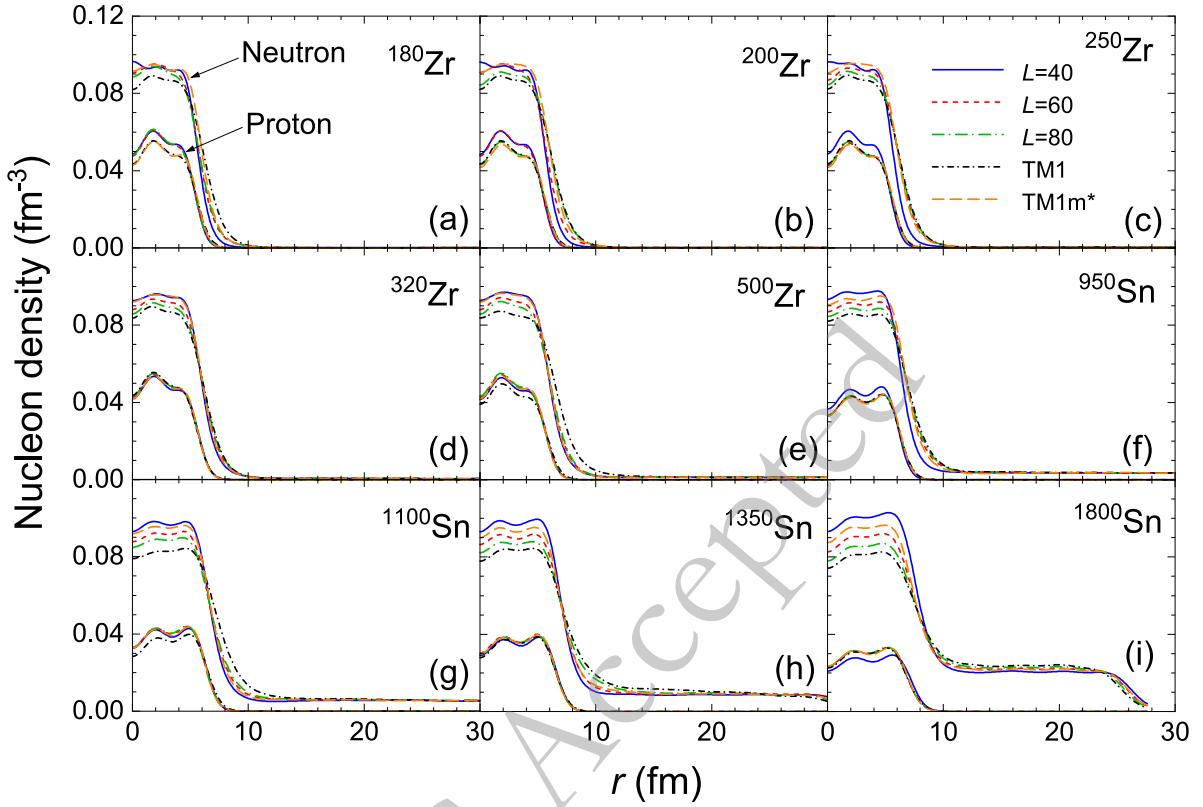 0.12
0.08
0.04
0.00
Neutron
Proton
¹⁸⁰Zr
(a)
²⁰⁰Zr
(b)
²⁵⁰Zr
L=40
L=60
L=80
TM1
TM1m*
(c)
0.08
0.04
0.00
³²⁰Zr
(d)
⁵⁰⁰Zr
(e)
⁹⁵⁰Sn
(f)
0.08
0.04
0.00
¹¹⁰⁰Sn
(g)
¹³⁵⁰Sn
(h)
¹⁸⁰⁰Sn
(i)
0 10 20 30 10 20 0 10 20 30
Nucleon density (fm⁻³)
r (fm)
Accepted